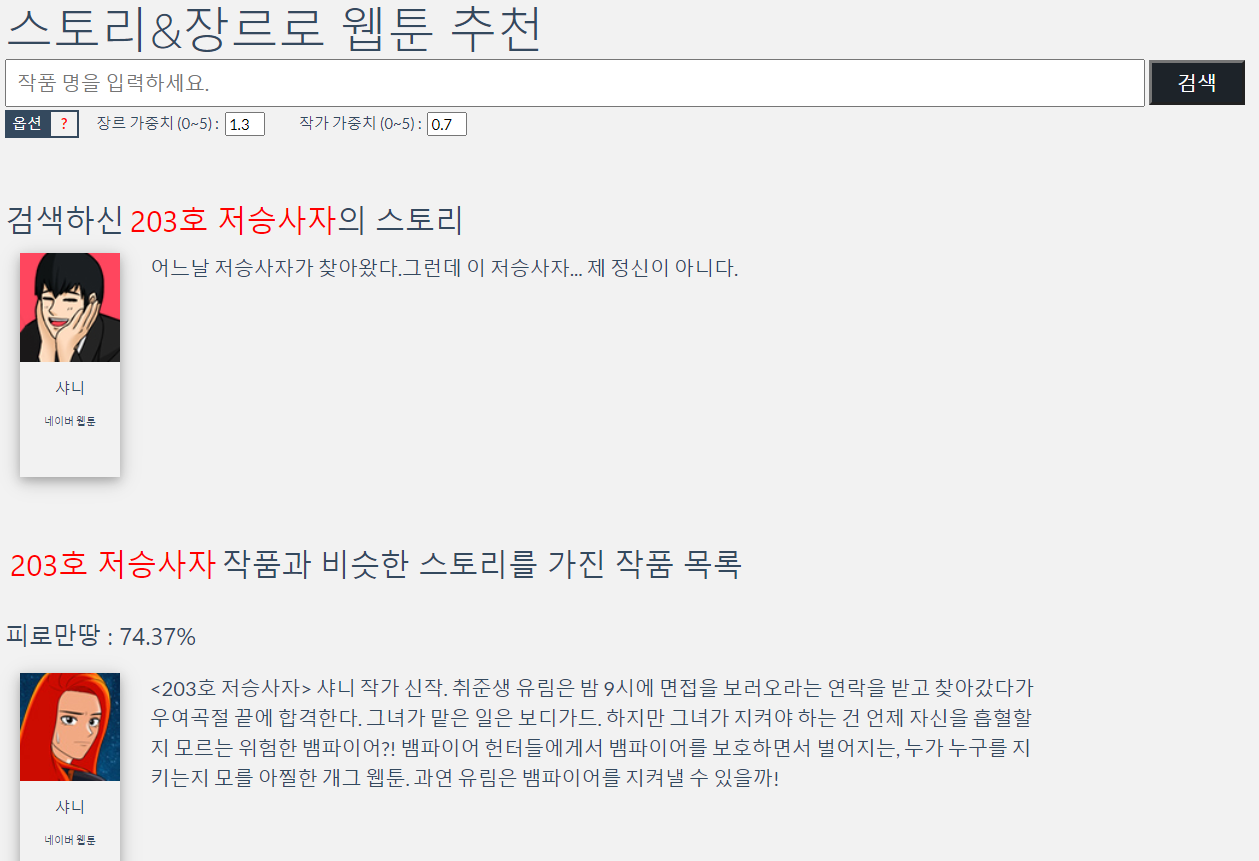 스토리&장르로 웹툰 추천
작품 명을 입력하세요.
검색
옵션 ? 장르 가중치 (0~5) : 1.3 작가 가중치 (0~5) : 0.7
검색하신 203호 저승사자의 스토리
어느날 저승사자가 찾아왔다.그런데 이 저승사자... 제 정신이 아니다.
샤니
네이버 웹툰
203호 저승사자 작품과 비슷한 스토리를 가진 작품 목록
피로만땅 : 74.37%
<203호 저승사자> 샤니 작가 신작. 취준생 유림은 밤 9시에 면접을 보러오라는 연락을 받고 찾아갔다가
우여곡절 끝에 합격한다. 그녀가 맡은 일은 보디가드. 하지만 그녀가 지켜야 하는 건 언제 자신을 흡혈할
지 모르는 위험한 뱀파이어?! 뱀파이어 헌터들에게서 뱀파이어를 보호하면서 벌어지는, 누가 누구를 지
키는지 모를 아찔한 개그 웹툰. 과연 유림은 뱀파이어를 지켜낼 수 있을까!
샤니
네이버 웹툰